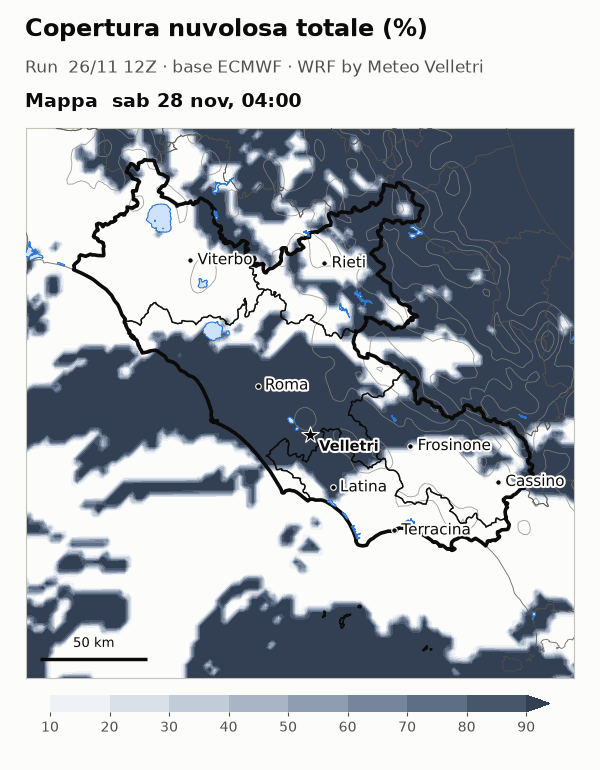 Copertura nuvolosa totale (%)
Run  26/11 12Z · base ECMWF · WRF by Meteo Velletri
Mappa  sab 28 nov, 04:00
Viterbo
Rieti
Roma
Velletri
Frosinone
Latina
Cassino
Terracina
50 km
10 20 30 40 50 60 70 80 90